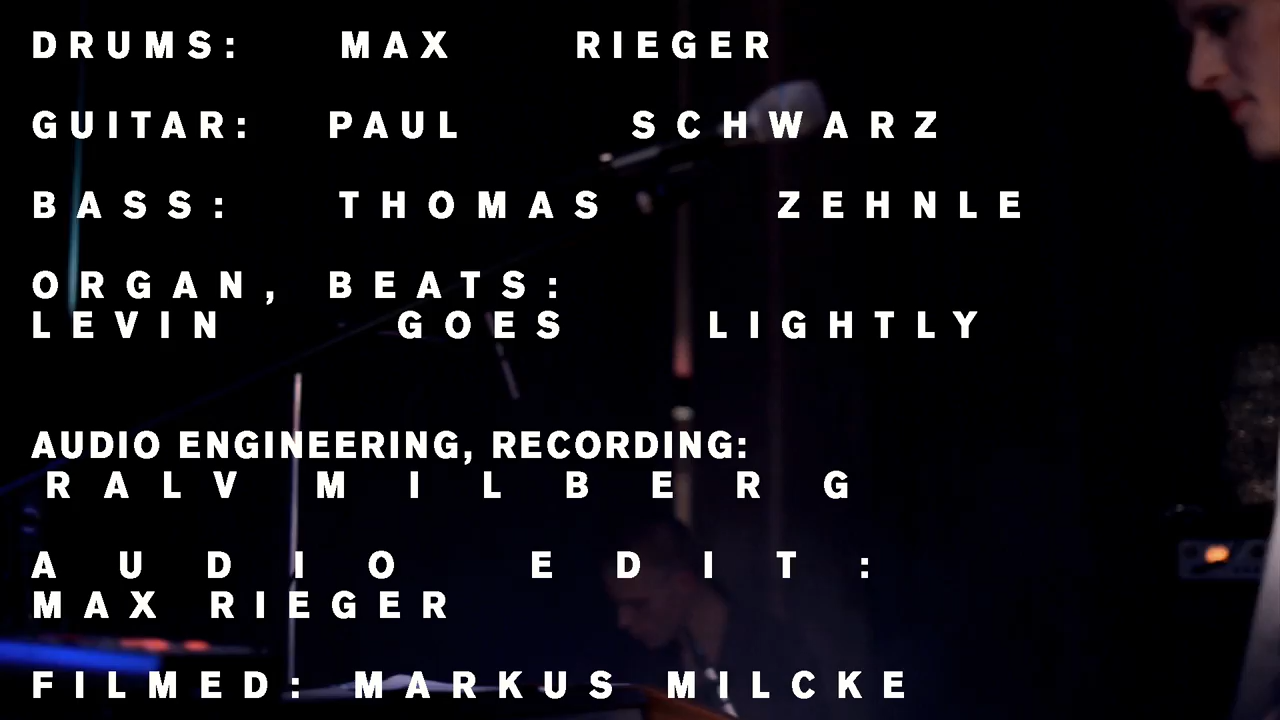 DRUMS: MAX RIEGER
GUITAR: PAUL SCHWARZ
BASS: THOMAS ZEHNLE
ORGAN, BEATS:
LEVIN GOES LIGHTLY
AUDIO ENGINEERING, RECORDING:
RALV MILBERG
AUDIO EDIT:
MAX RIEGER
FILMED: MARKUS MILCKE